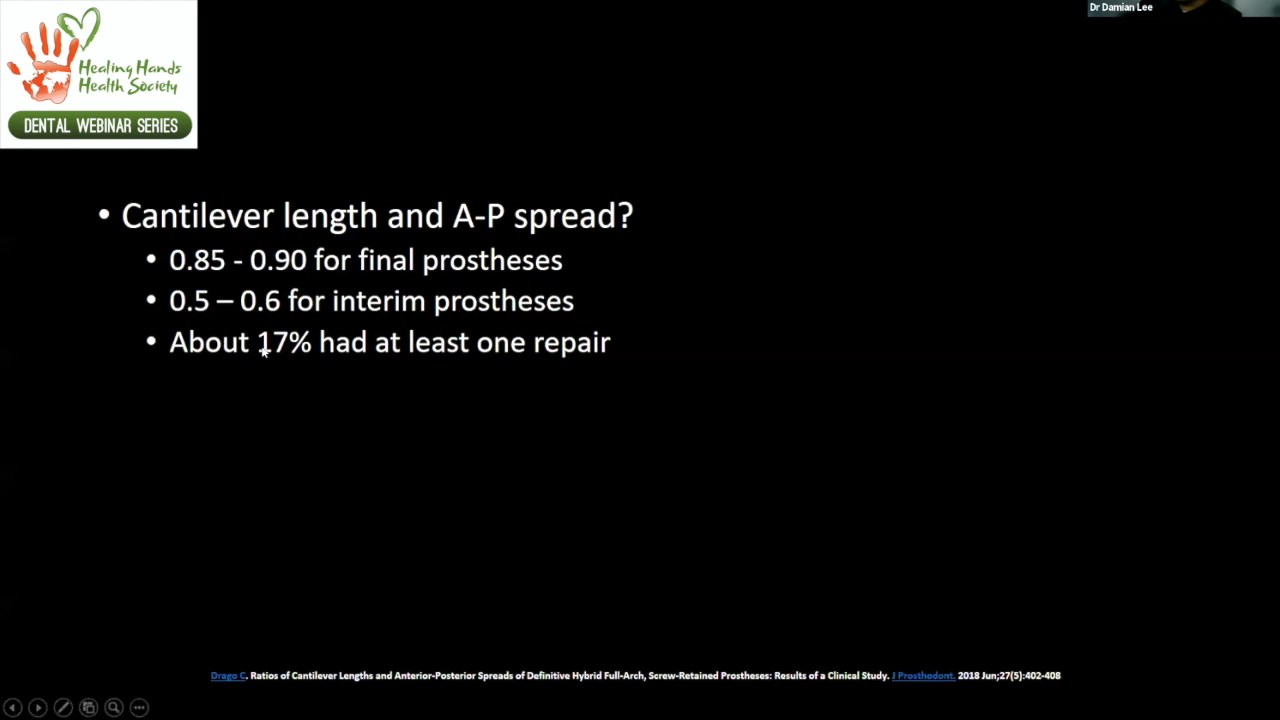 Dr Damian Lee
Healing Hands
Health Society
DENTAL WEBINAR SERIES
• Cantilever length and A-P spread?
• 0.85 - 0.90 for final prostheses
• 0.5 – 0.6 for interim prostheses
• About 17% had at least one repair
Drago C. Ratios of Cantilever Lengths and Anterior-Posterior Spreads of Definitive Hybrid Full-Arch, Screw-Retained Prostheses: Results of a Clinical Study. J Prosthodont. 2018 Jun;27(5):402-408